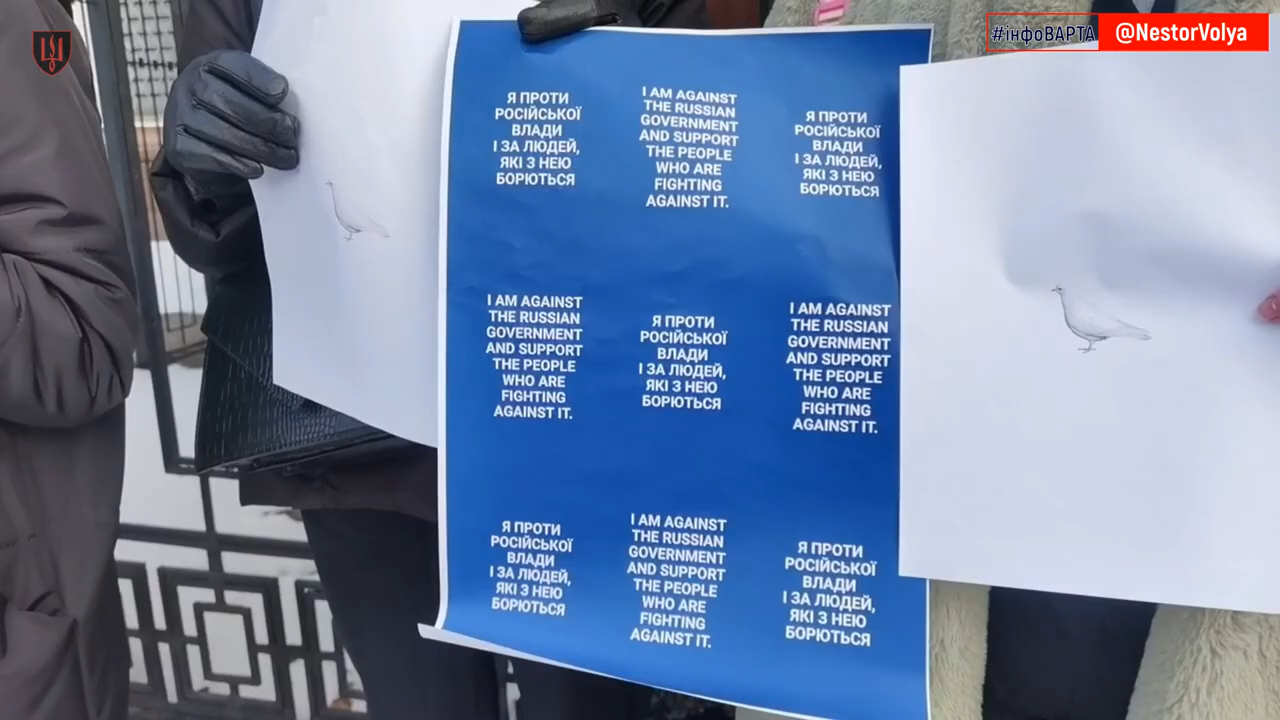 #інфоВАРТА
@NestorVolya
Я ПРОТИ
РОСІЙСЬКОЇ
ВЛАДИ
І ЗА ЛЮДЕЙ,
ЯКІ З НЕЮ
БОРЮТЬСЯ
I AM AGAINST
THE RUSSIAN
GOVERNMENT
AND SUPPORT
THE PEOPLE
WHO ARE
FIGHTING
AGAINST IT.
Я ПРОТИ
РОСІЙСЬКОЇ
ВЛАДИ
І ЗА ЛЮДЕЙ,
ЯКІ З НЕЮ
БОРЮТЬСЯ
I AM AGAINST
THE RUSSIAN
GOVERNMENT
AND SUPPORT
THE PEOPLE
WHO ARE
FIGHTING
AGAINST IT.
Я ПРОТИ
РОСІЙСЬКОЇ
ВЛАДИ
І ЗА ЛЮДЕЙ,
ЯКІ З НЕЮ
БОРЮТЬСЯ
I AM AGAINST
THE RUSSIAN
GOVERNMENT
AND SUPPORT
THE PEOPLE
WHO ARE
FIGHTING
AGAINST IT.
Я ПРОТИ
РОСІЙСЬКОЇ
ВЛАДИ
І ЗА ЛЮДЕЙ,
ЯКІ З НЕЮ
БОРЮТЬСЯ
I AM AGAINST
THE RUSSIAN
GOVERNMENT
AND SUPPORT
THE PEOPLE
WHO ARE
FIGHTING
AGAINST IT.
Я ПРОТИ
РОСІЙСЬКОЇ
ВЛАДИ
І ЗА ЛЮДЕЙ,
ЯКІ З НЕЮ
БОРЮТЬСЯ